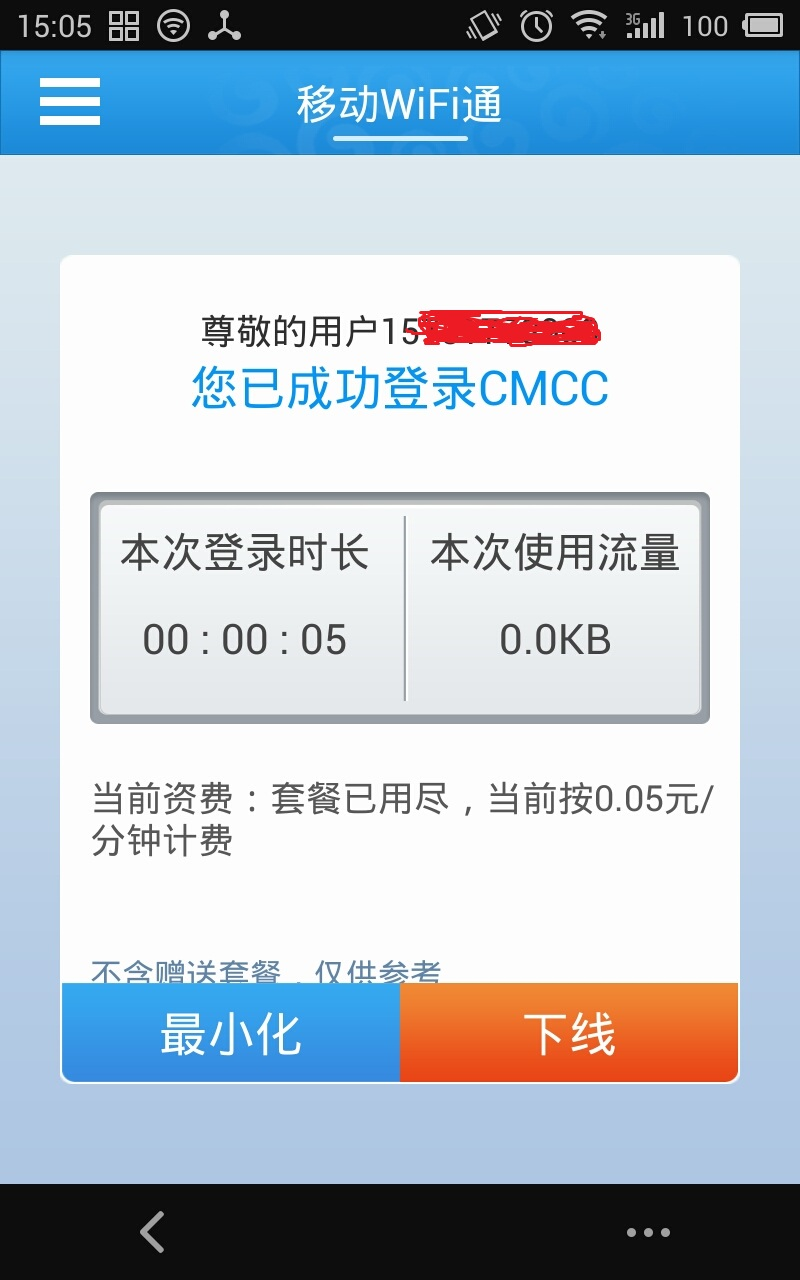 15:05
3G
100
移动WiFi通
尊敬的用户15
您已成功登录CMCC
本次登录时长
本次使用流量
00 : 00 : 05
0.0KB
当前资费：套餐已用尽，当前按0.05元/
分钟计费
不含赠送套餐，仅供参考
最小化
下线